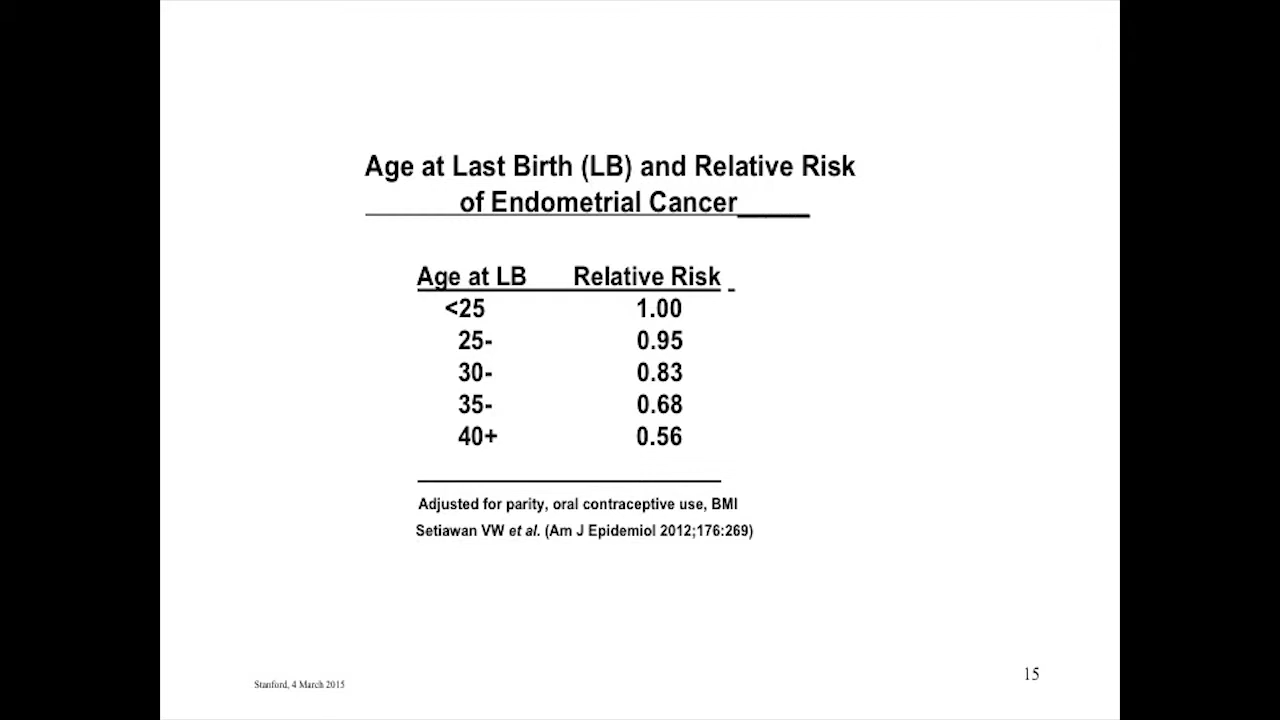 Age at Last Birth (LB) and Relative Risk
of Endometrial Cancer
Age at LB Relative Risk
<25 1.00
25- 0.95
30- 0.83
35- 0.68
40+ 0.56
Adjusted for parity, oral contraceptive use, BMI
Setiawan VW et al. (Am J Epidemiol 2012;176:269)
15
Stanford, 4 March 2015